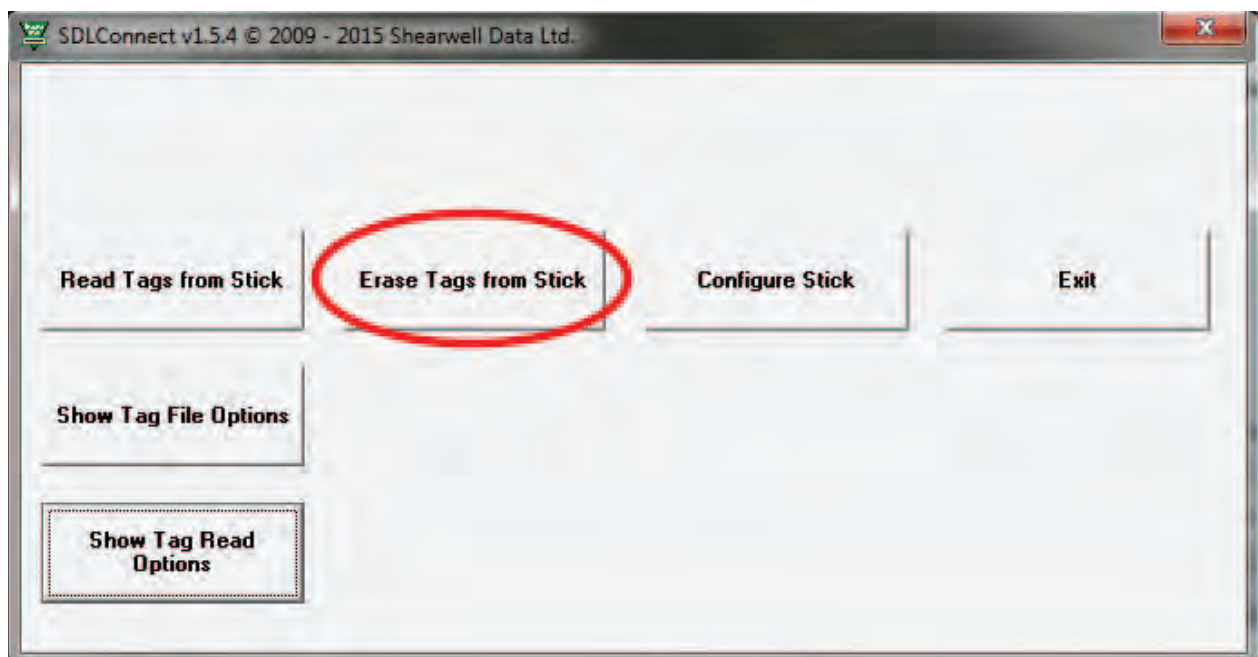 SDLConnect v1.5.4 © 2009 - 2015 Shearwell Data Ltd.
Read Tags from Stick
Erase Tags from Stick
Configure Stick
Exit
Show Tag File Options
Show Tag Read
Options